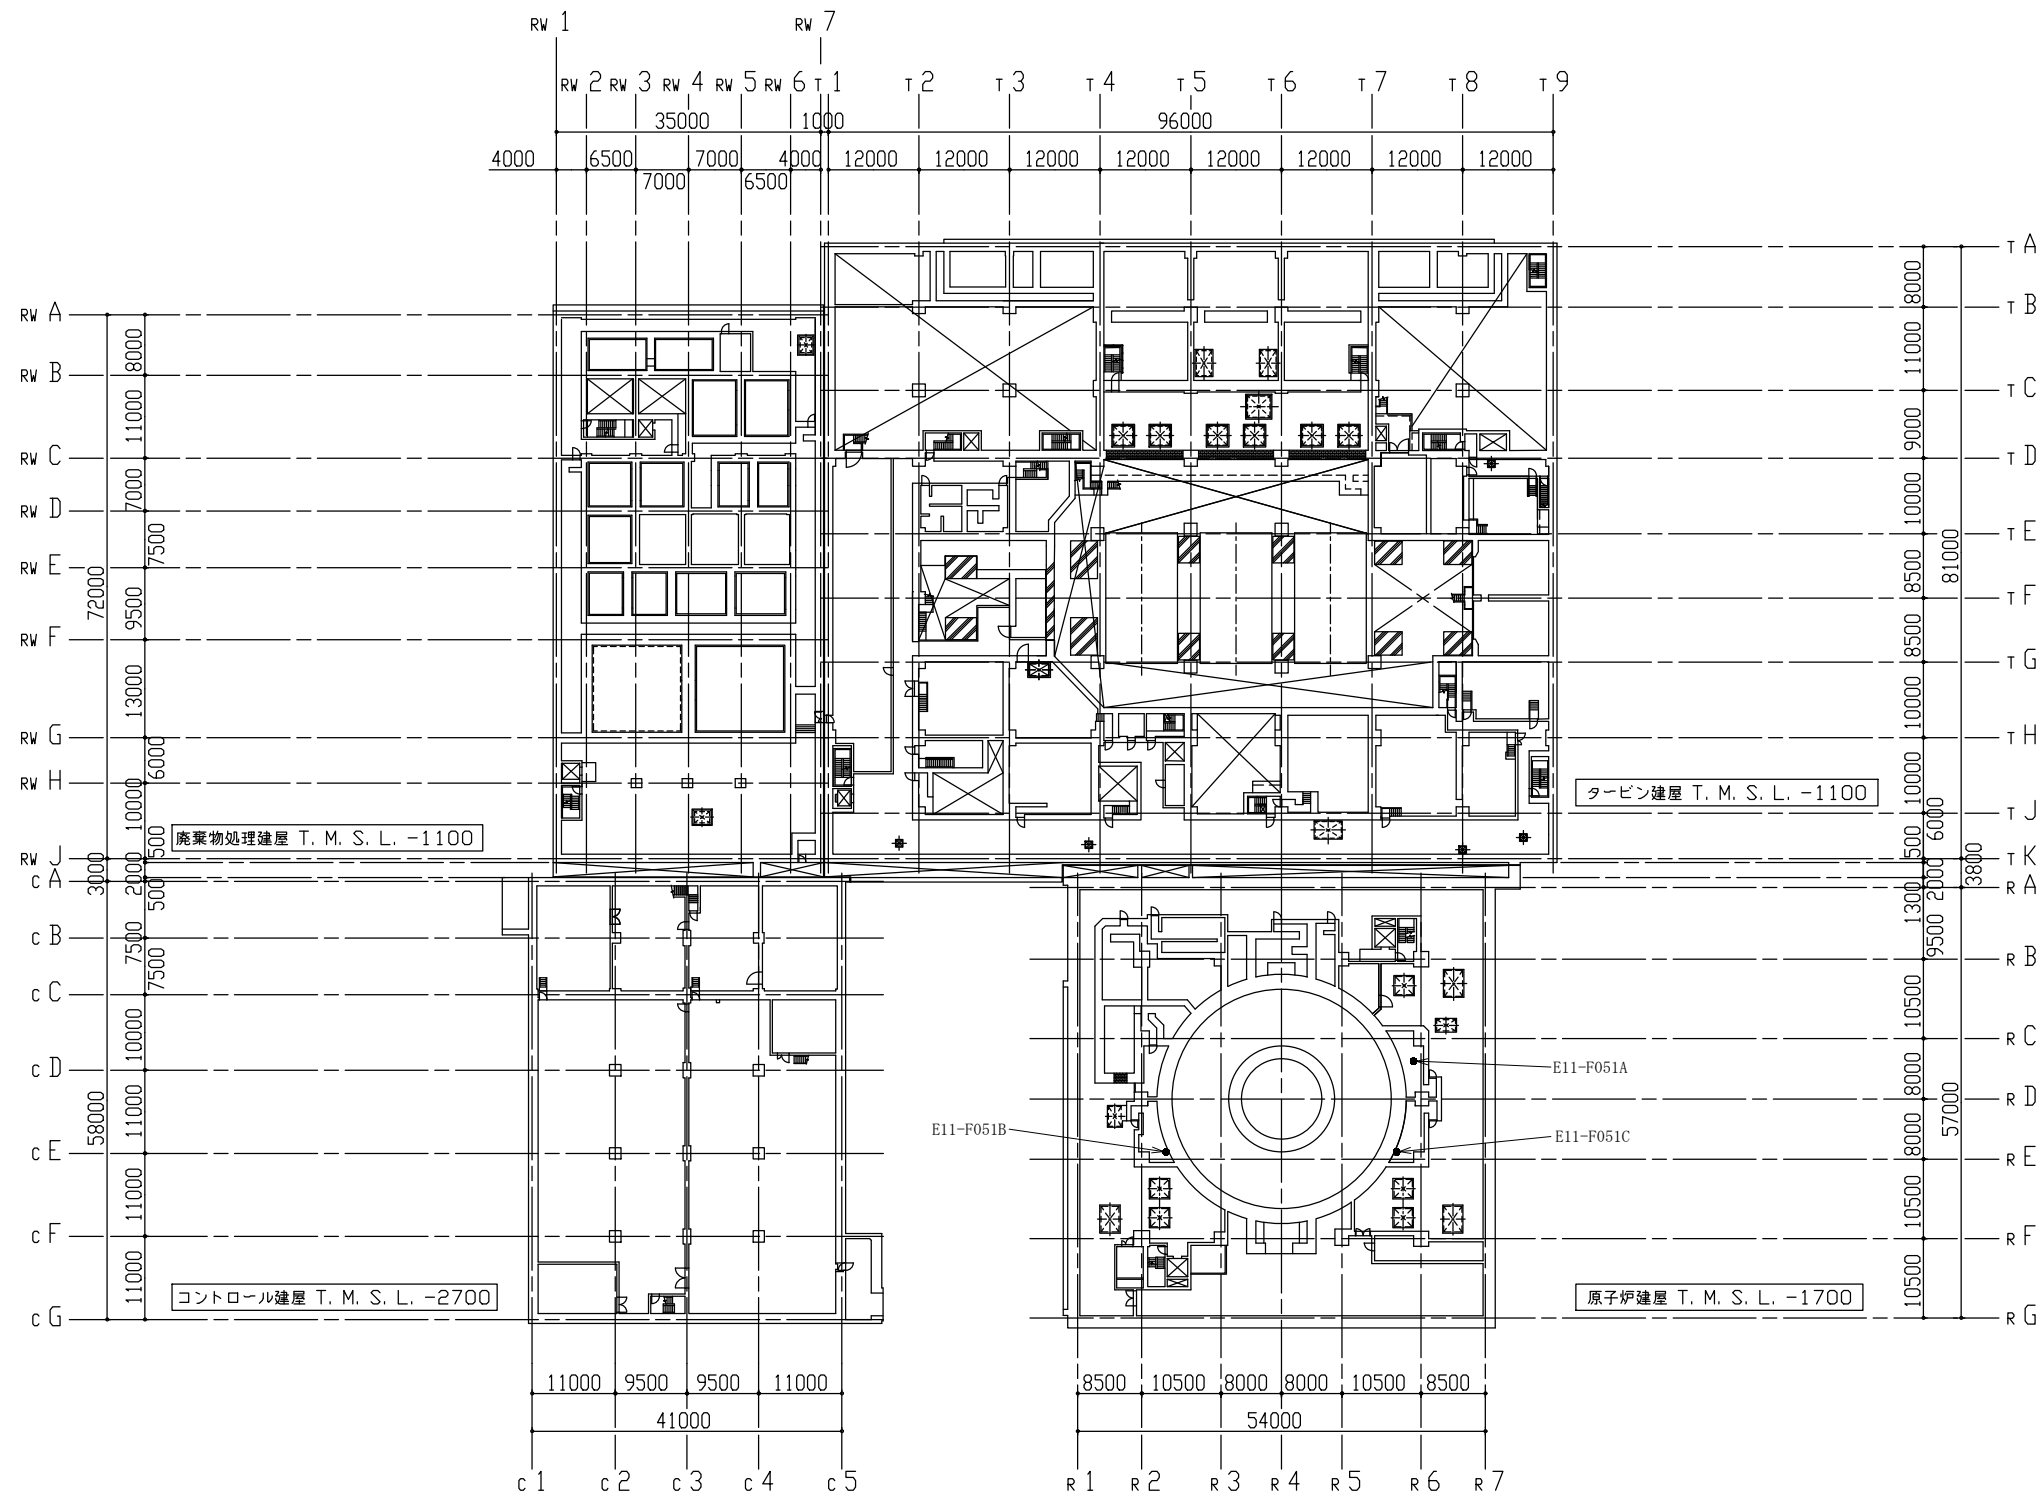 RW 1
RW 7
RW 2 RW 3 RW 4 RW 5 RW 6 T 1 T 2 T 3 T 4 T 5 T 6 T 7 T 8 T 9
35000 1000 96000
4000 6500 7000 4000 12000 12000 12000 12000 12000 12000 12000 12000
7000 6500
RW A
RW B
RW C
RW D
RW E
RW F
RW G
RW H
RW J
C A
C B
C C
C D
C E
C F
C G
8000
11000
7000
7500
9500
13000
6000
10000
500
2000
500
7500
7500
10000
11000
11000
11000
72000
3000
58000
T A
T B
T C
T D
T E
T F
T G
T H
T J
T K
R A
R B
R C
R D
R E
R F
R G
8000
11000
9000
10000
8500
8500
10000
10000
6000
500
2000
1300
9500
10500
8000
8000
10500
10500
81000
3800
57000
廃棄物処理建屋 T. M. S. L. -1100
タービン建屋 T. M. S. L. -1100
コントロール建屋 T. M. S. L. -2700
原子炉建屋 T. M. S. L. -1700
E11-F051A
E11-F051B
E11-F051C
11000 9500 9500 11000
41000
8500 10500 8000 8000 10500 8500
54000
C 1 C 2 C 3 C 4 C 5
R 1 R 2 R 3 R 4 R 5 R 6 R 7